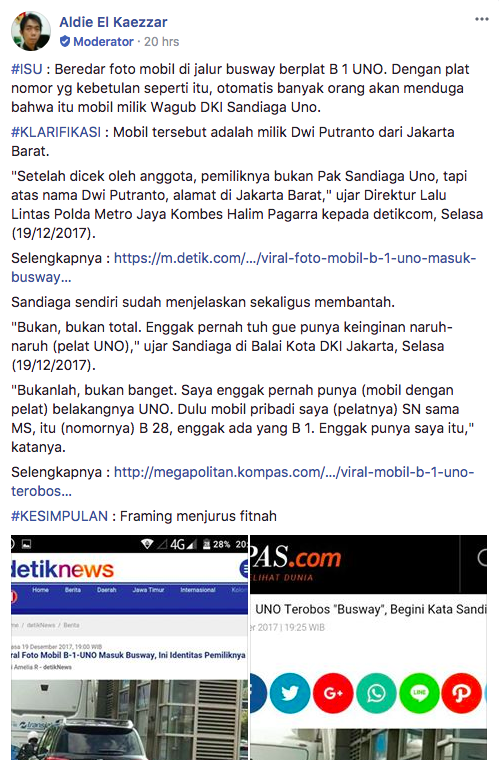 Aldie El Kaezzar
Moderator · 20 hrs
#ISU : Beredar foto mobil di jalur busway berplat B 1 UNO. Dengan plat
nomor yg kebetulan seperti itu, otomatis banyak orang akan menduga
bahwa itu mobil milik Wagub DKI Sandiaga Uno.
#KLARIFIKASI : Mobil tersebut adalah milik Dwi Putranto dari Jakarta
Barat.
"Setelah dicek oleh anggota, pemiliknya bukan Pak Sandiaga Uno, tapi
atas nama Dwi Putranto, alamat di Jakarta Barat," ujar Direktur Lalu
Lintas Polda Metro Jaya Kombes Halim Pagarra kepada detikcom, Selasa
(19/12/2017).
Selengkapnya : https://m.detik.com/.../viral-foto-mobil-b-1-uno-masuk-
busway...
Sandiaga sendiri sudah menjelaskan sekaligus membantah.
"Bukan, bukan total. Enggak pernah tuh gue punya keinginan naruh-
naruh (pelat UNO)," ujar Sandiaga di Balai Kota DKI Jakarta, Selasa
(19/12/2017).
"Bukanlah, bukan banget. Saya enggak pernah punya (mobil dengan
pelat) belakangnya UNO. Dulu mobil pribadi saya (pelatnya) SN sama
MS, itu (nomornya) B 28, enggak ada yang B 1. Enggak punya saya itu,"
katanya.
Selengkapnya : http://megapolitan.kompas.com/.../viral-mobil-b-1-uno-
terobos...
#KESIMPULAN : Framing menjurus fitnah
4G 28% 20:
detiknews
Home Berita Daerah Jawa Timur Internasional Kolom
me / detikNews / Berita
asa 19 Desember 2017, 19:00 WIB
ral Foto Mobil B-1-UNO Masuk Busway, Ini Identitas Pemiliknya
i Amelia R - detikNews
PAS.com
LIHAT DUNIA
UNO Terobos "Busway", Begini Kata Sandi
r 2017 | 19:25 WIB
LINE